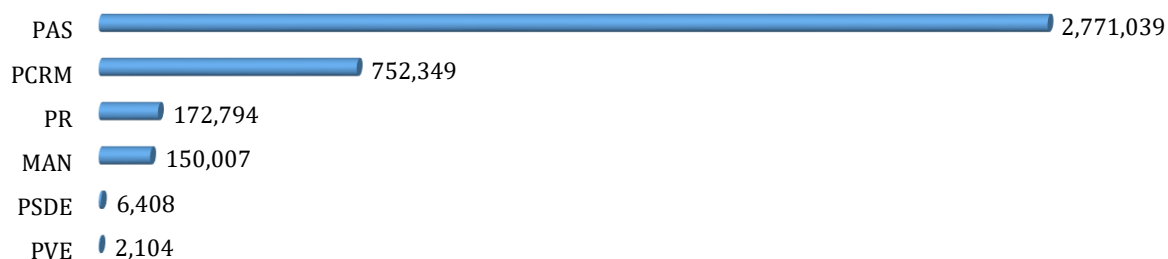 PAS 2,771,039
PCRM 752,349
PR 172,794
MAN 150,007
PSDE 6,408
PVE 2,104